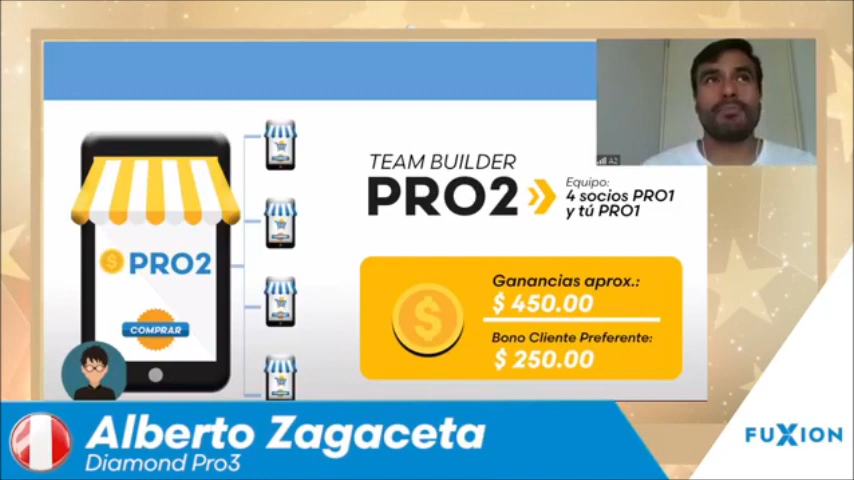 TEAM BUILDER
PRO2
Equipo:
4 socios PRO1
y tú PRO1
PRO2
COMPRAR
Ganancias aprox.:
$ 450.00
Bono Cliente Preferente:
$ 250.00
A2
Alberto Zagaceta
Diamond Pro3
FUXION